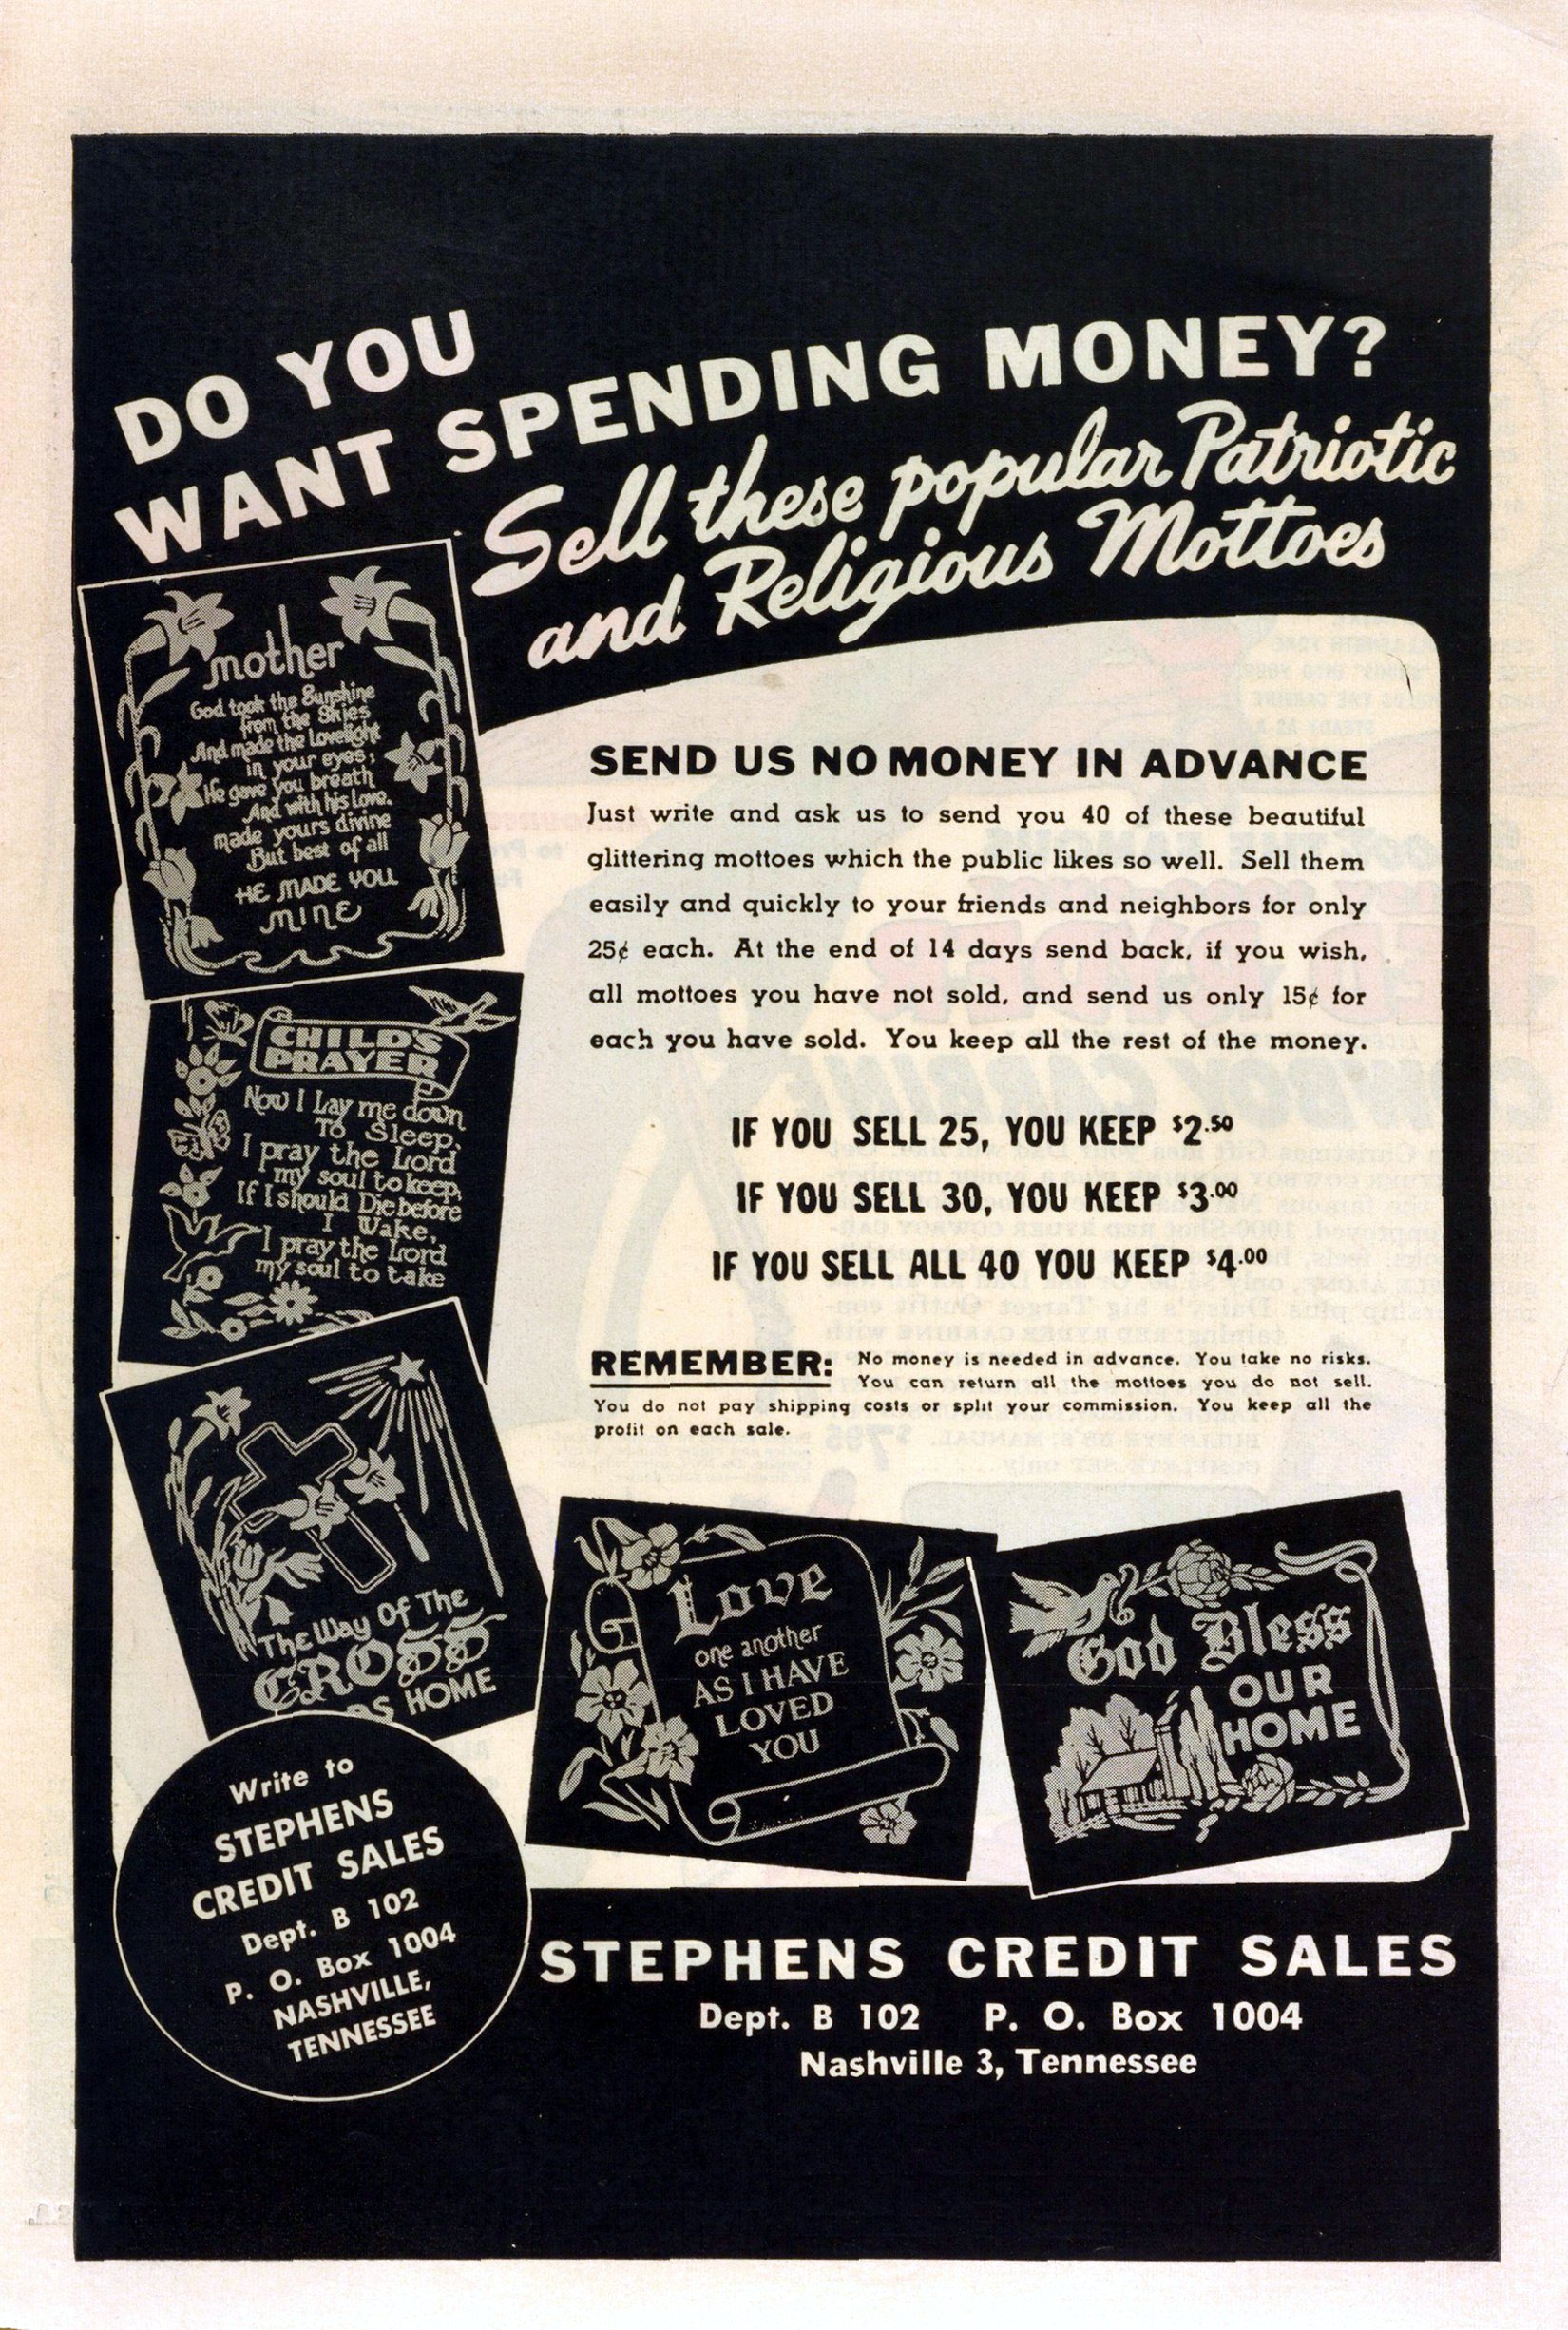 DO YOU
WANT SPENDING MONEY?
Sell these popular Patriotic
and Religious Mottoes
mother
God took the Sunshine
from the Skies
And made the Lovelight
in your eyes;
He gave you breath
And with his love,
made yours divine
But best of all
HE MADE YOU
MINE
CHILD'S
PRAYER
Now I Lay me down
To Sleep,
I pray the Lord
my soul to keep,
If I should Die before
I Wake,
I pray the Lord
my soul to take
The Way Of The
CROSS
DS HOME
SEND US NO MONEY IN ADVANCE
Just write and ask us to send you 40 of these beautiful
glittering mottoes which the public likes so well. Sell them
easily and quickly to your friends and neighbors for only
25¢ each. At the end of 14 days send back, if you wish,
all mottoes you have not sold, and send us only 15¢ for
each you have sold. You keep all the rest of the money.
IF YOU SELL 25, YOU KEEP $2.50
IF YOU SELL 30, YOU KEEP $3.00
IF YOU SELL ALL 40 YOU KEEP $4.00
REMEMBER: No money is needed in advance. You take no risks.
You can return all the mottoes you do not sell.
You do not pay shipping costs or split your commission. You keep all the
profit on each sale.
Love
one another
AS I HAVE
LOVED
YOU
God Bless
OUR
HOME
Write to
STEPHENS
CREDIT SALES
Dept. B 102
P. O. Box 1004
NASHVILLE,
TENNESSEE
STEPHENS CREDIT SALES
Dept. B 102 P. O. Box 1004
Nashville 3, Tennessee